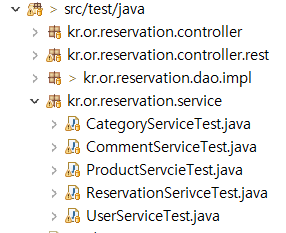 > src/test/java
kr.or.reservation.controller
kr.or.reservation.controller.rest
> kr.or.reservation.dao.impl
kr.or.reservation.service
CategoryServiceTest.java
CommentServiceTest.java
ProductServcieTest.java
ReservationSerivceTest.java
UserServiceTest.java